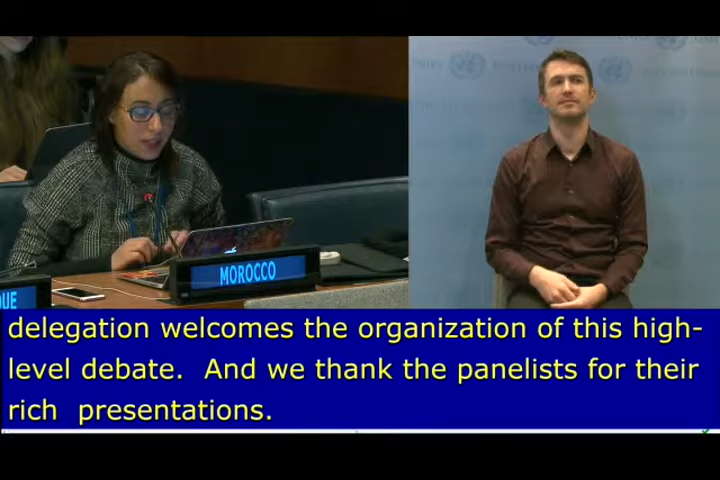 MOROCCO
QUE
delegation welcomes the organization of this high-
level debate.  And we thank the panelists for their
rich  presentations.